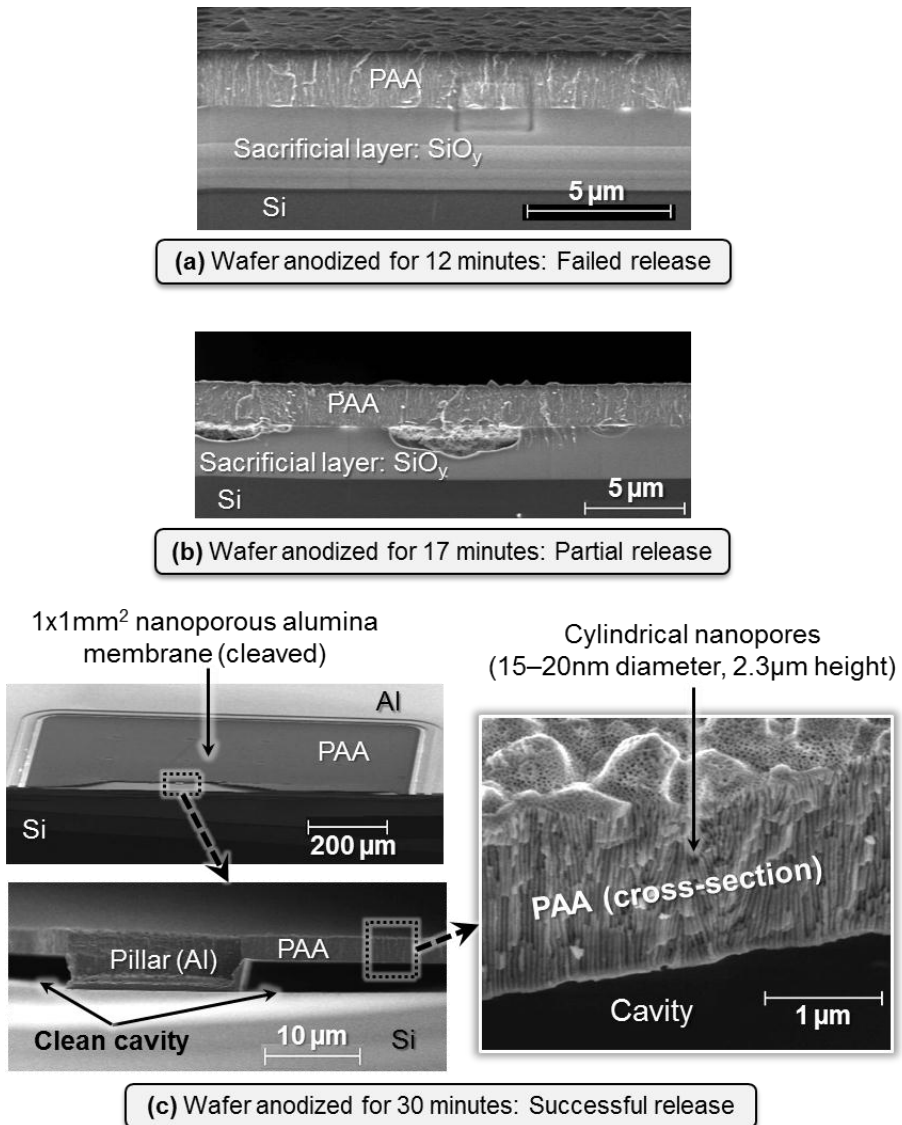 PAA
Sacrificial layer: SiOy
5 µm
Si
(a) Wafer anodized for 12 minutes: Failed release
PAA
Sacrificial layer: SiOy
Si
5 µm
(b) Wafer anodized for 17 minutes: Partial release
1x1mm² nanoporous alumina
membrane (cleaved)
Al
PAA
Si
200 µm
Pillar (Al)
PAA
Clean cavity
10 µm
Si
Cylindrical nanopores
(15–20nm diameter, 2.3µm height)
PAA (cross-section)
Cavity
1 µm
(c) Wafer anodized for 30 minutes: Successful release